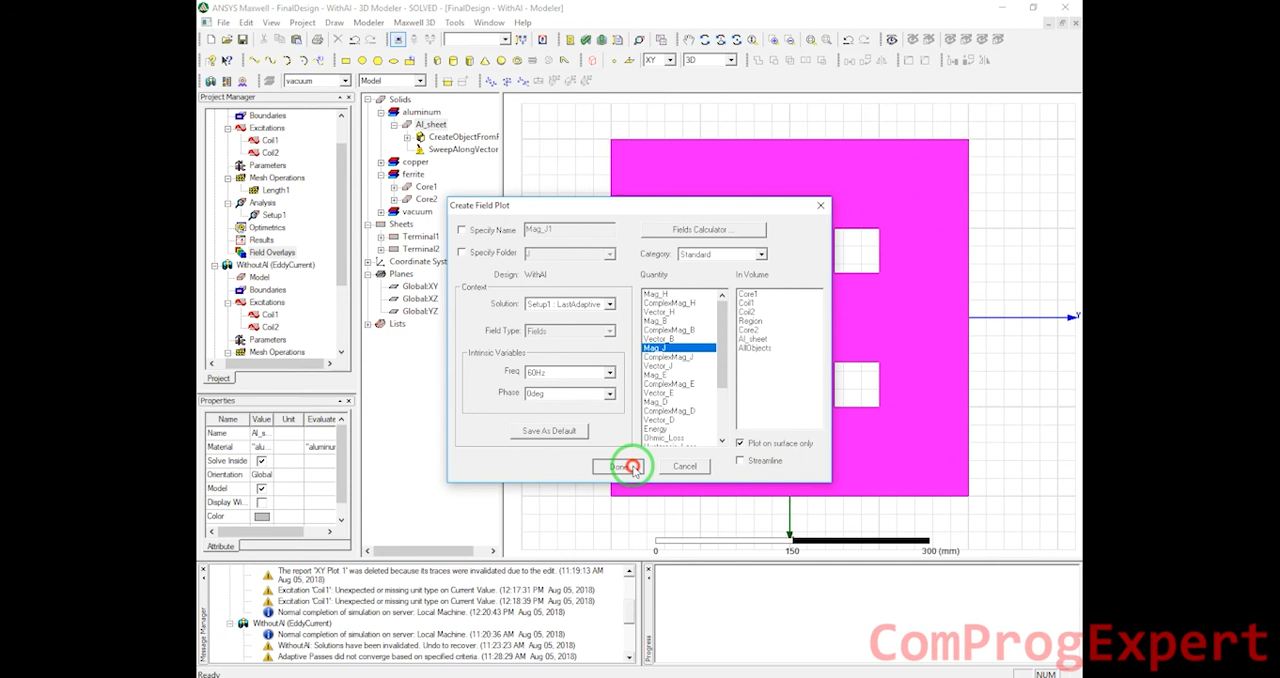 ANSYS Maxwell - FinalDesign - WithAl - 3D Modeler - SOLVED - [FinalDesign - WithAl - Modeler]
File Edit View Project Draw Modeler Maxwell 3D Tools Window Help
XY 3D
vacuum Model
Project Manager
Boundaries
Excitations
Coil1
Coil2
Parameters
Mesh Operations
Length1
Analysis
Setup1
Optimetrics
Results
Field Overlays
WithoutAl (EddyCurrent)
Model
Boundaries
Excitations
Coil1
Coil2
Parameters
Mesh Operations
Project
Properties
Name Value Unit Evaluate
Name Al_s...
Material "alu... "aluminur
Solve Inside
Orientation Global
Model
Display Wi...
Color
Attribute
Solids
aluminum
Al_sheet
CreateObjectFromF
SweepAlongVector
copper
ferrite
Core1
Core2
vacuum
Sheets
Terminal1
Terminal2
Coordinate Syst
Planes
Global:XY
Global:XZ
Global:YZ
Lists
Create Field Plot
Specify Name Mag_J1
Fields Calculator ...
Specify Folder J
Category: Standard
Design: WithAl
Quantity In Volume
Context
Solution: Setup1 : LastAdaptive
Field Type: Fields
Intrinsic Variables
Freq 60Hz
Phase 0deg
Save As Default
Mag_H
ComplexMag_H
Vector_H
Mag_B
ComplexMag_B
Vector_B
Mag_J
ComplexMag_J
Vector_J
Mag_E
ComplexMag_E
Vector_E
Mag_D
ComplexMag_D
Vector_D
Energy
Ohmic_Loss
Core1
Coil1
Coil2
Region
Core2
Al_sheet
AllObjects
Plot on surface only
Streamline
Done Cancel
Y
0 150 300 (mm)
The report "XY Plot 1" was deleted because its traces were invalidated due to the edit. (11:19:13 AM
Aug 05, 2018)
Excitation 'Coil1': Unexpected or missing unit type on Current Value. (12:17:31 PM Aug 05, 2018)
Excitation 'Coil1': Unexpected or missing unit type on Current Value. (12:18:39 PM Aug 05, 2018)
Normal completion of simulation on server: Local Machine. (12:20:43 PM Aug 05, 2018)
WithoutAl (EddyCurrent)
Normal completion of simulation on server: Local Machine. (11:20:36 AM Aug 05, 2018)
WithoutAl: Solutions have been invalidated. Undo to recover. (11:23:23 AM Aug 05, 2018)
Adaptive Passes did not converge based on specified criteria. (11:28:29 AM Aug 05, 2018)
Message Manager
Progress
ComProgExpert
Ready NUM